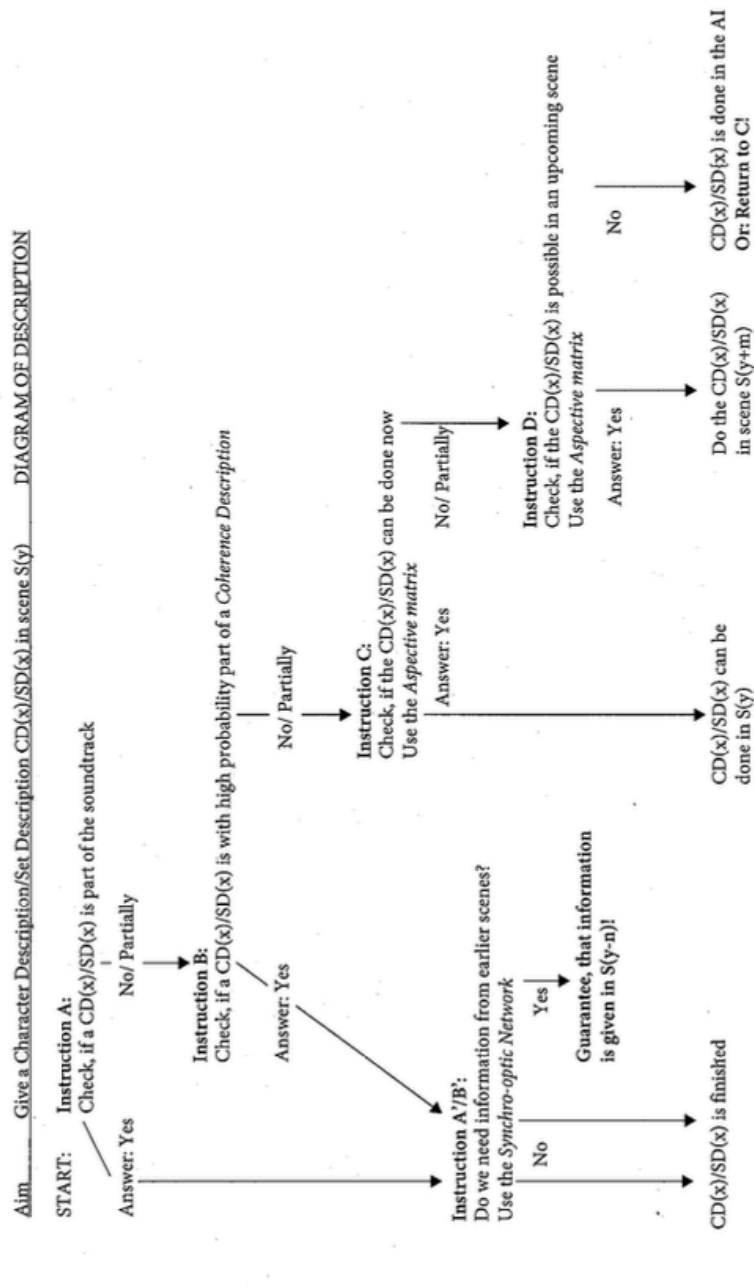 Aim Give a Character Description/Set Description CD(x)/SD(x) in scene S(y) DIAGRAM OF DESCRIPTION
START:
Instruction A:
Check, if a CD(x)/SD(x) is part of the soundtrack
Answer: Yes
No/ Partially
Instruction B:
Check, if a CD(x)/SD(x) is with high probability part of a Coherence Description
Answer: Yes
No/ Partially
Instruction A'/B':
Do we need information from earlier scenes?
Use the Synchro-optic Network
No
Yes
Guarantee, that information
is given in S(y-n)!
Instruction C:
Check, if the CD(x)/SD(x) can be done now
Use the Aspective matrix
Answer: Yes
No/ Partially
Instruction D:
Check, if the CD(x)/SD(x) is possible in an upcoming scene
Use the Aspective matrix
Answer: Yes
No
CD(x)/SD(x) is finished
CD(x)/SD(x) can be
done in S(y)
Do the CD(x)/SD(x)
in scene S(y+m)
CD(x)/SD(x) is done in the AI
Or: Return to C!